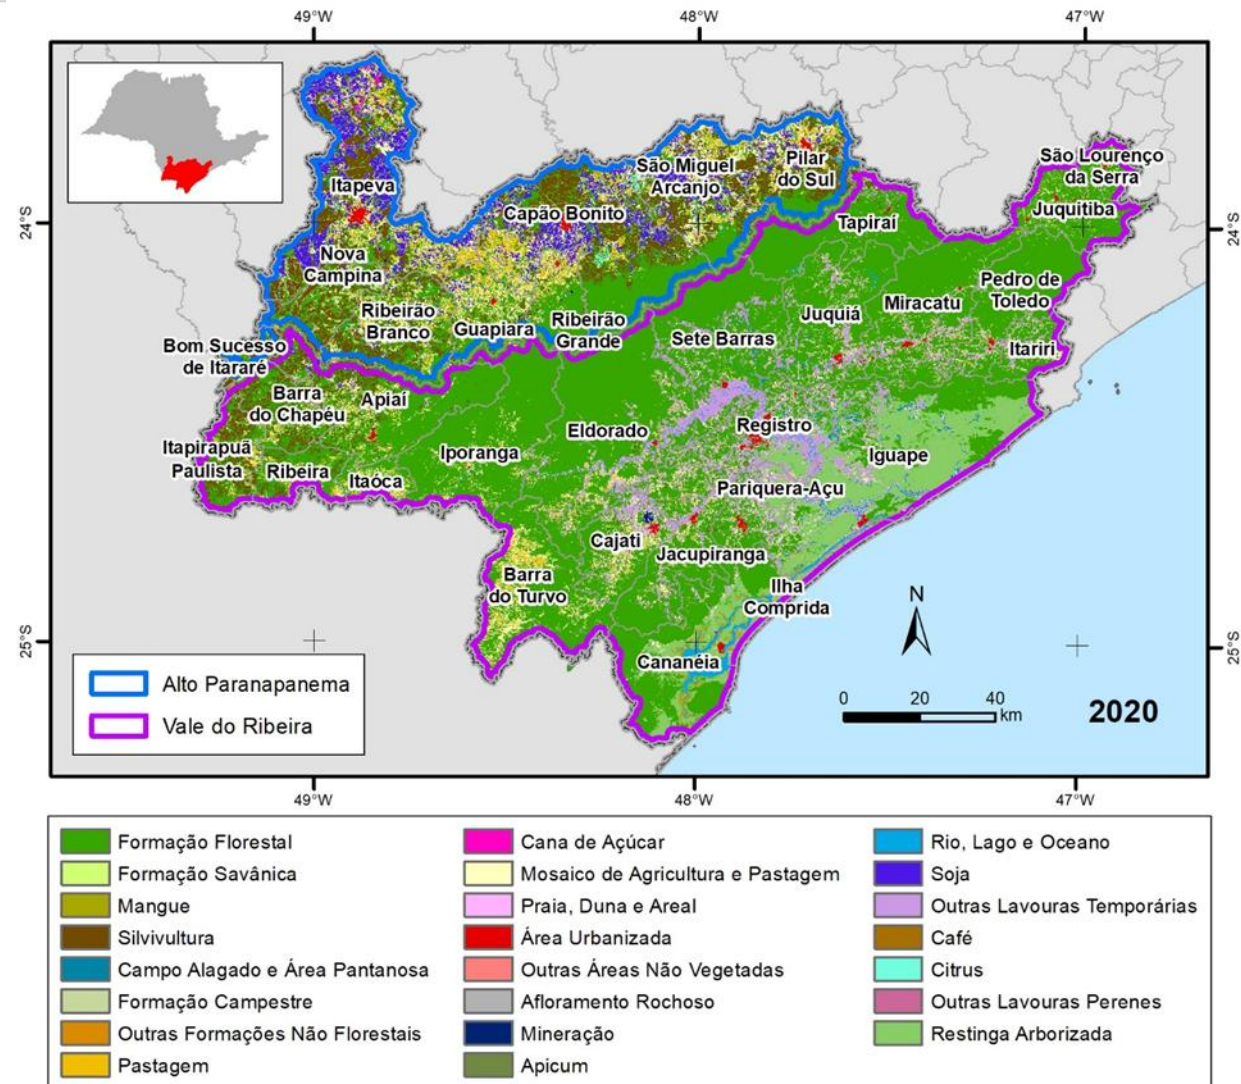 49°W 48°W 47°W
São Lourenço
da Serra
São Miguel
Arcanjo
Pilar
do Sul
Itapeva
Juquitiba
Capão Bonito
Tapiraí
24°S 24°S
Nova
Campina
Pedro de
Toledo
Ribeirão
Branco
Miracatu
Juquiá
Guapiara
Ribeirão
Grande
Sete Barras
Bom Sucesso
de Itararé
Itariri
Barra
do Chapéu
Apiaí
Eldorado
Registro
Itapirapuã
Paulista
Ribeira
Itaóca
Iporanga
Iguape
Pariquera-Açu
Cajati
Jacupiranga
Barra
do Turvo
Ilha
Comprida
N
25°S 25°S
Cananéia
Alto Paranapanema
Vale do Ribeira
0 20 40
km
2020
49°W 48°W 47°W
Formação Florestal
Formação Savânica
Mangue
Silvivultura
Campo Alagado e Área Pantanosa
Formação Campestre
Outras Formações Não Florestais
Pastagem
Cana de Açúcar
Mosaico de Agricultura e Pastagem
Praia, Duna e Areal
Área Urbanizada
Outras Áreas Não Vegetadas
Afloramento Rochoso
Mineração
Apicum
Rio, Lago e Oceano
Soja
Outras Lavouras Temporárias
Café
Citrus
Outras Lavouras Perenes
Restinga Arborizada